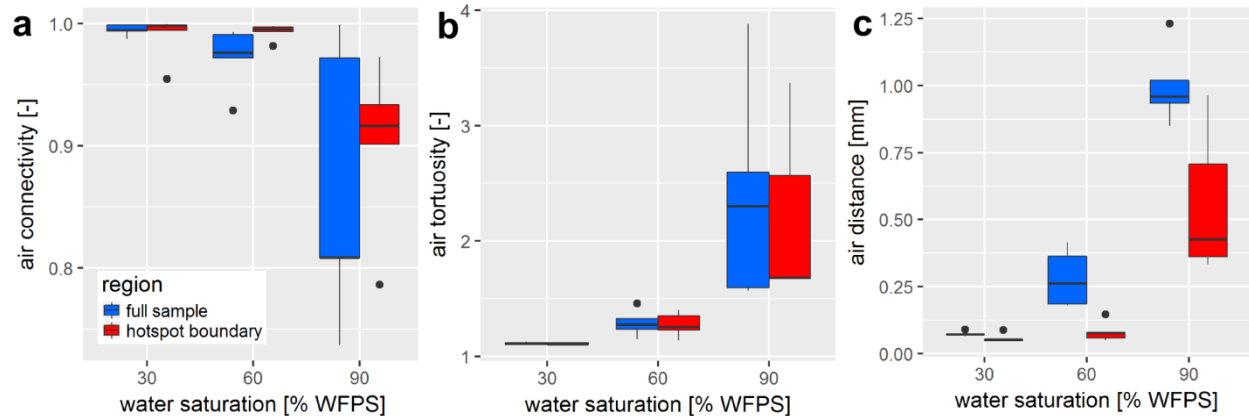 a
air connectivity [-]
1.0
0.9
0.8
region
full sample
hotspot boundary
30
60
90
water saturation [% WFPS]
b
air tortuosity [-]
4
3
2
1
30
60
90
water saturation [% WFPS]
c
air distance [mm]
1.25
1.00
0.75
0.50
0.25
0.00
30
60
90
water saturation [% WFPS]